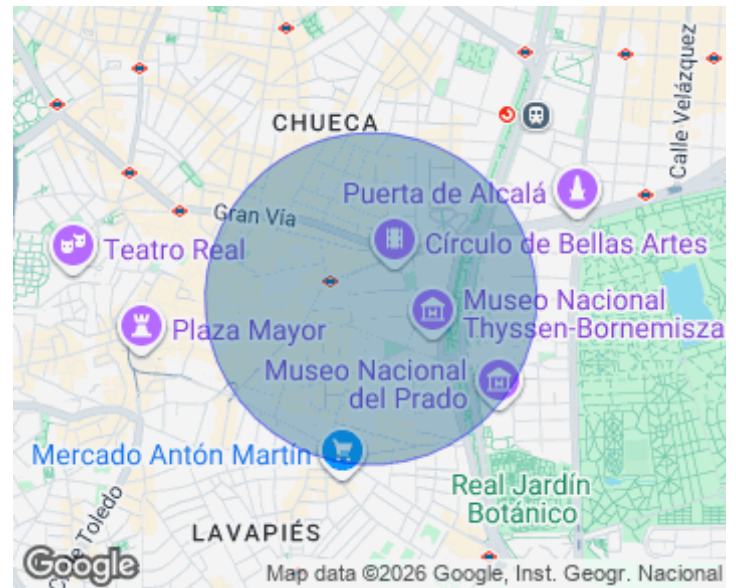 Calle Velázquez
CHUECA
Puerta de Alcalá
Gran Vía
Teatro Real
Círculo de Bellas Artes
Museo Nacional
Thyssen-Bornemisza
Plaza Mayor
Museo Nacional
del Prado
Mercado Antón Martín
Real Jardín
Botánico
de Toledo
LAVAPIÉS
Google
Map data ©2026 Google, Inst. Geogr. Nacional